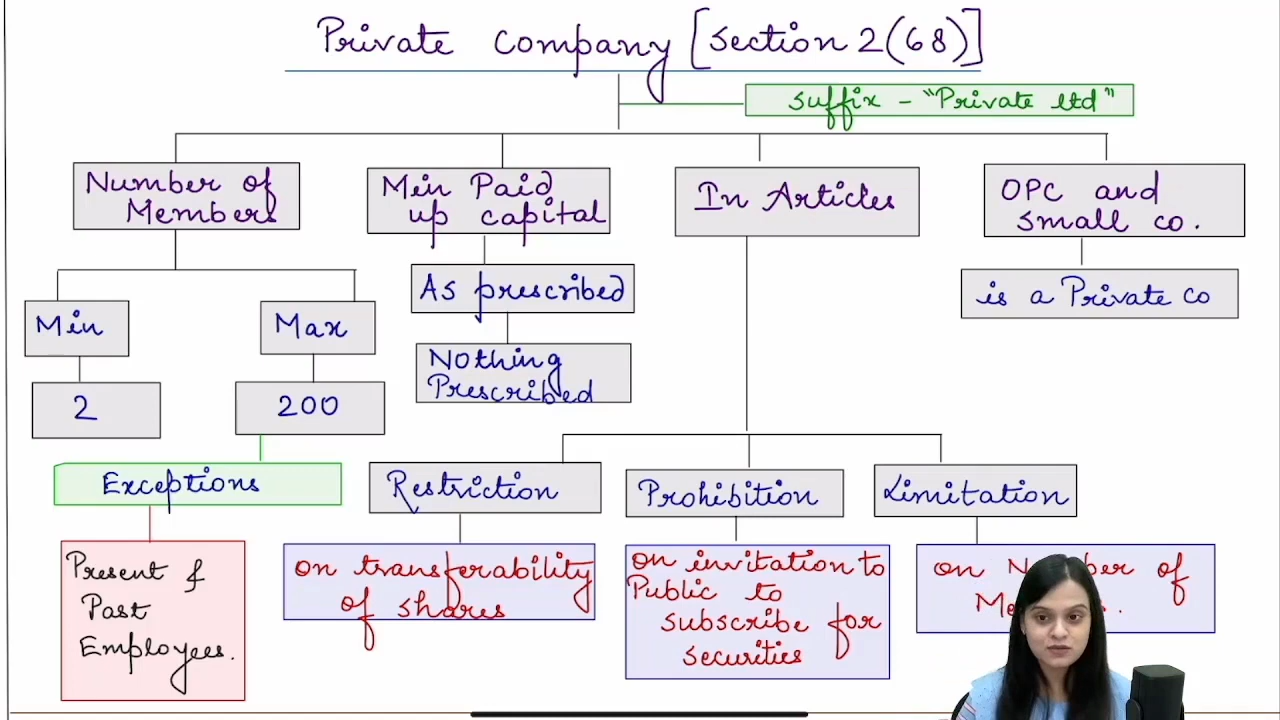 Private Company [Section 2(68)]
Suffix - "Private Ltd"
Number of
Members
Min Paid
up capital
In Articles
OPC and
small co.
As prescribed
is a Private co
Min
Max
Nothing
Prescribed
2
200
Exceptions
Restriction
Prohibition
Limitation
Present &
Past
Employees.
on transferability
of shares
on invitation to
Public to
subscribe for
securities
on of